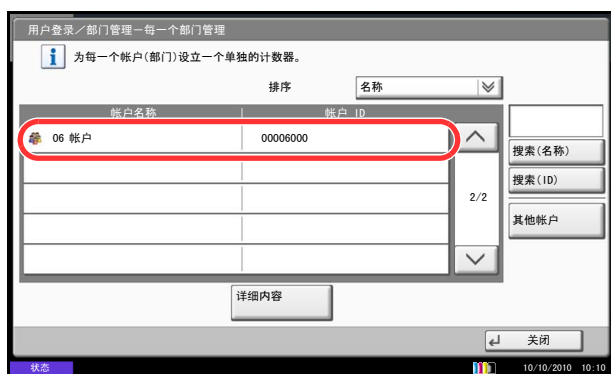 用户登录／部门管理－每一个部门管理
为每一个帐户(部门)设立一个单独的计数器。
排序 名称
帐户名称 帐户 ID
06 帐户 00006000
搜索(名称)
搜索(ID)
2/2
其他帐户
详细内容
关闭
状态 10/10/2010 10:10